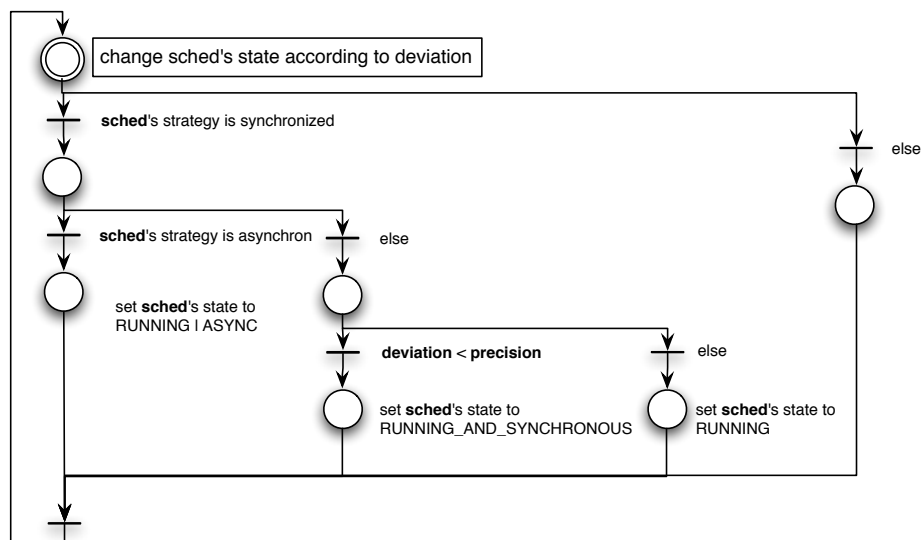 change sched's state according to deviation
sched's strategy is synchronized
else
sched's strategy is asynchron
else
set sched's state to
RUNNING | ASYNC
deviation < precision
else
set sched's state to
RUNNING_AND_SYNCHRONOUS
set sched's state to
RUNNING